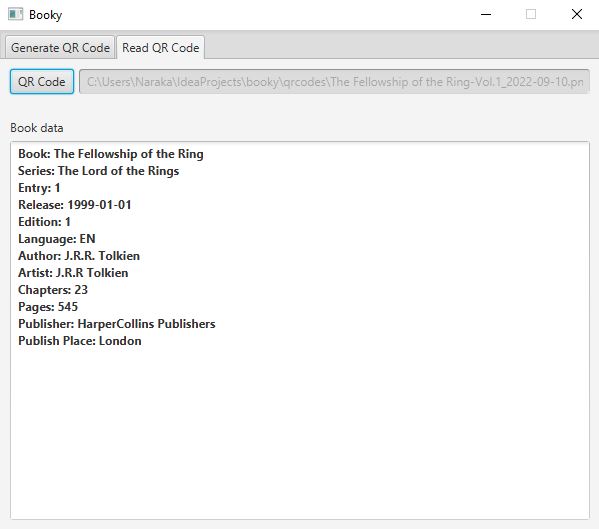 Booky
Generate QR Code Read QR Code
QR Code C:\Users\Naraka\IdeaProjects\booky\qrcodes\The Fellowship of the Ring-Vol.1_2022-09-10.pn
Book data
Book: The Fellowship of the Ring
Series: The Lord of the Rings
Entry: 1
Release: 1999-01-01
Edition: 1
Language: EN
Author: J.R.R. Tolkien
Artist: J.R.R Tolkien
Chapters: 23
Pages: 545
Publisher: HarperCollins Publishers
Publish Place: London